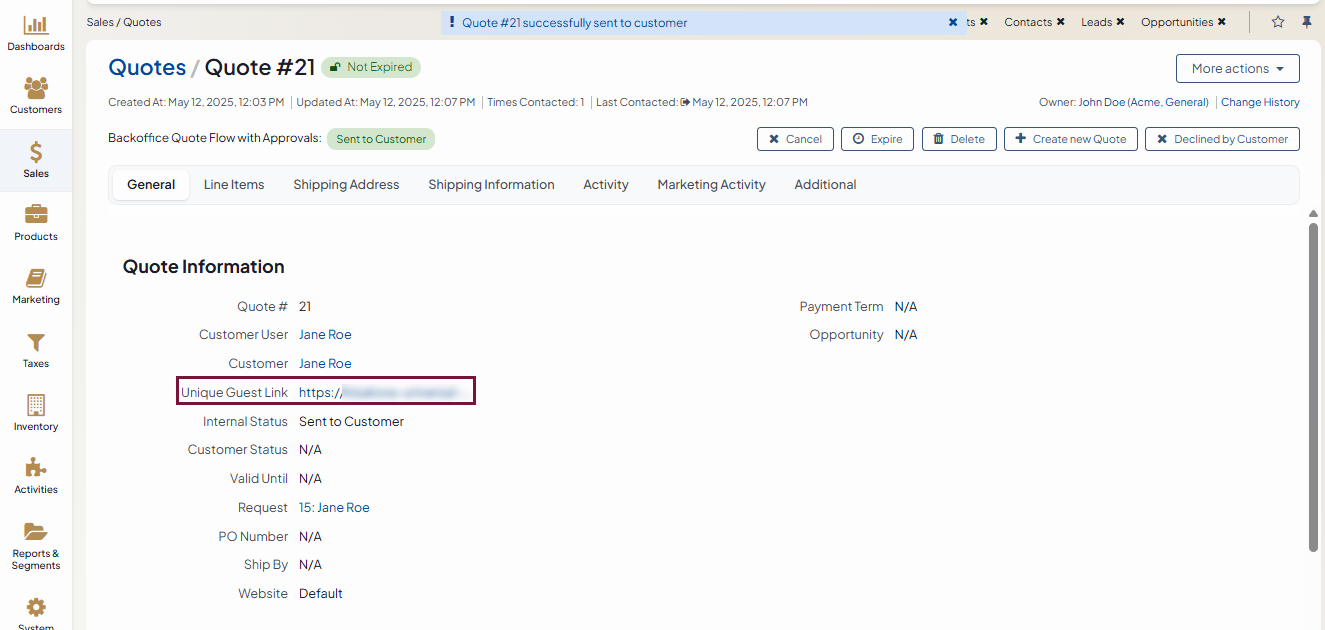 Dashboards
Customers
Sales
Products
Marketing
Taxes
Inventory
Activities
Reports &
Segments
System
Sales / Quotes
! Quote #21 successfully sent to customer
ts
Contacts
Leads
Opportunities
Quotes / Quote #21 Not Expired
More actions
Created At: May 12, 2025, 12:03 PM | Updated At: May 12, 2025, 12:07 PM | Times Contacted: 1 | Last Contacted: May 12, 2025, 12:07 PM
Owner: John Doe (Acme, General) | Change History
Backoffice Quote Flow with Approvals: Sent to Customer
Cancel
Expire
Delete
Create new Quote
Declined by Customer
General Line Items Shipping Address Shipping Information Activity Marketing Activity Additional
Quote Information
Quote # 21
Customer User Jane Roe
Customer Jane Roe
Unique Guest Link https://
Internal Status Sent to Customer
Customer Status N/A
Valid Until N/A
Request 15: Jane Roe
PO Number N/A
Ship By N/A
Website Default
Payment Term N/A
Opportunity N/A